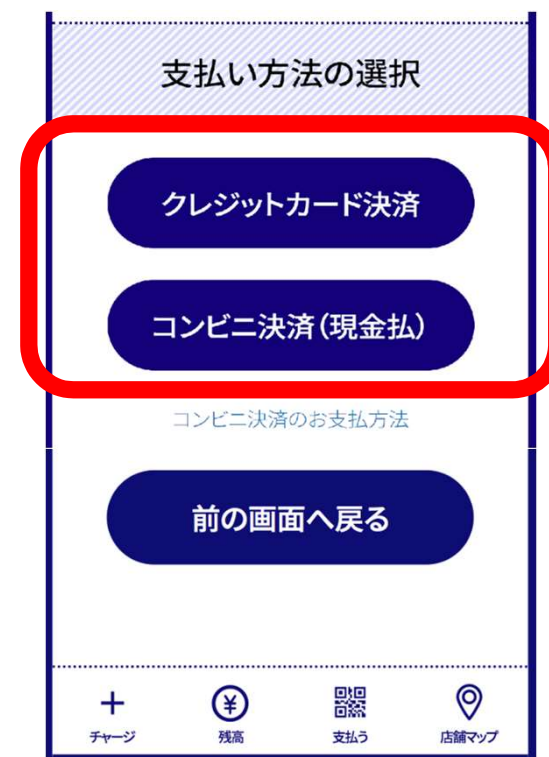 支払い方法の選択
クレジットカード決済
コンビニ決済(現金払)
コンビニ決済のお支払方法
前の画面へ戻る
チャージ 残高 支払う 店舗マップ